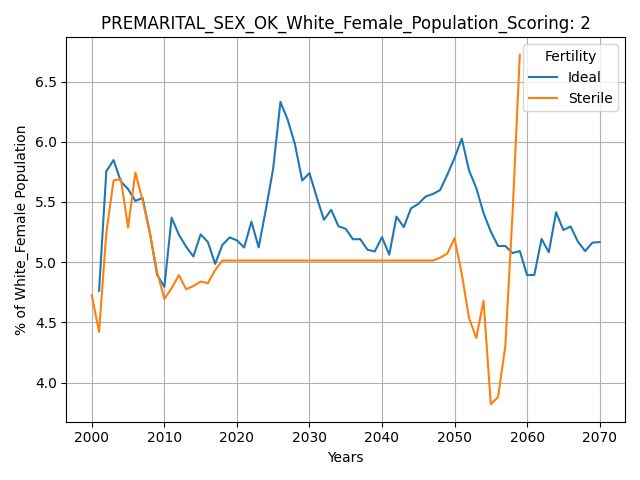 PREMARITAL_SEX_OK_White_Female_Population_Scoring: 2
Fertility
Ideal
Sterile
% of White_Female Population
6.5
6.0
5.5
5.0
4.5
4.0
2000 2010 2020 2030 2040 2050 2060 2070
Years